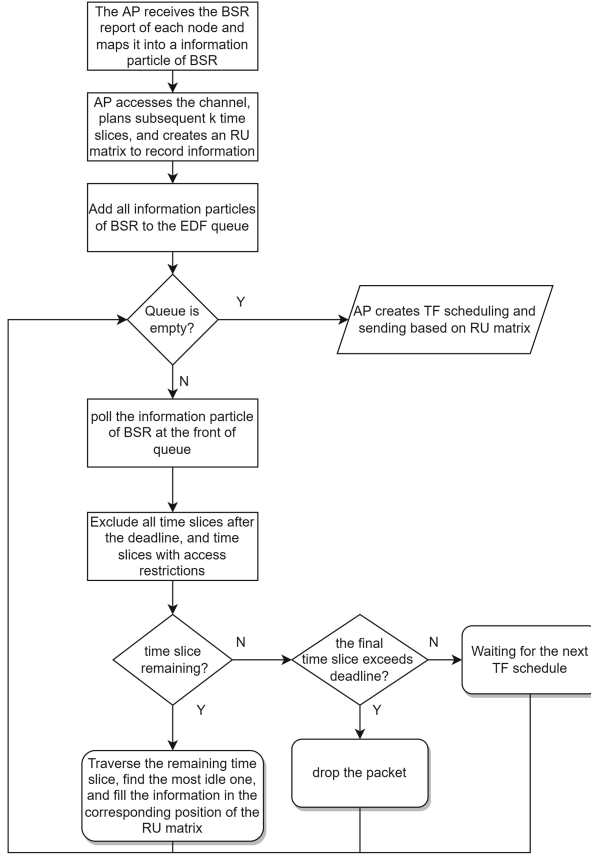 The AP receives the BSR
report of each node and
maps it into a information
particle of BSR
AP accesses the channel,
plans subsequent k time
slices, and creates an RU
matrix to record information
Add all information particles
of BSR to the EDF queue
Queue is
empty?
Y
AP creates TF scheduling and
sending based on RU matrix
N
poll the information particle
of BSR at the front of
queue
Exclude all time slices after
the deadline, and time
slices with access
restrictions
time slice
remaining?
N
the final
time slice exceeds
deadline?
N
Waiting for the next
TF schedule
Y
Y
Traverse the remaining time
slice, find the most idle one,
and fill the information in the
corresponding position of the
RU matrix
drop the packet